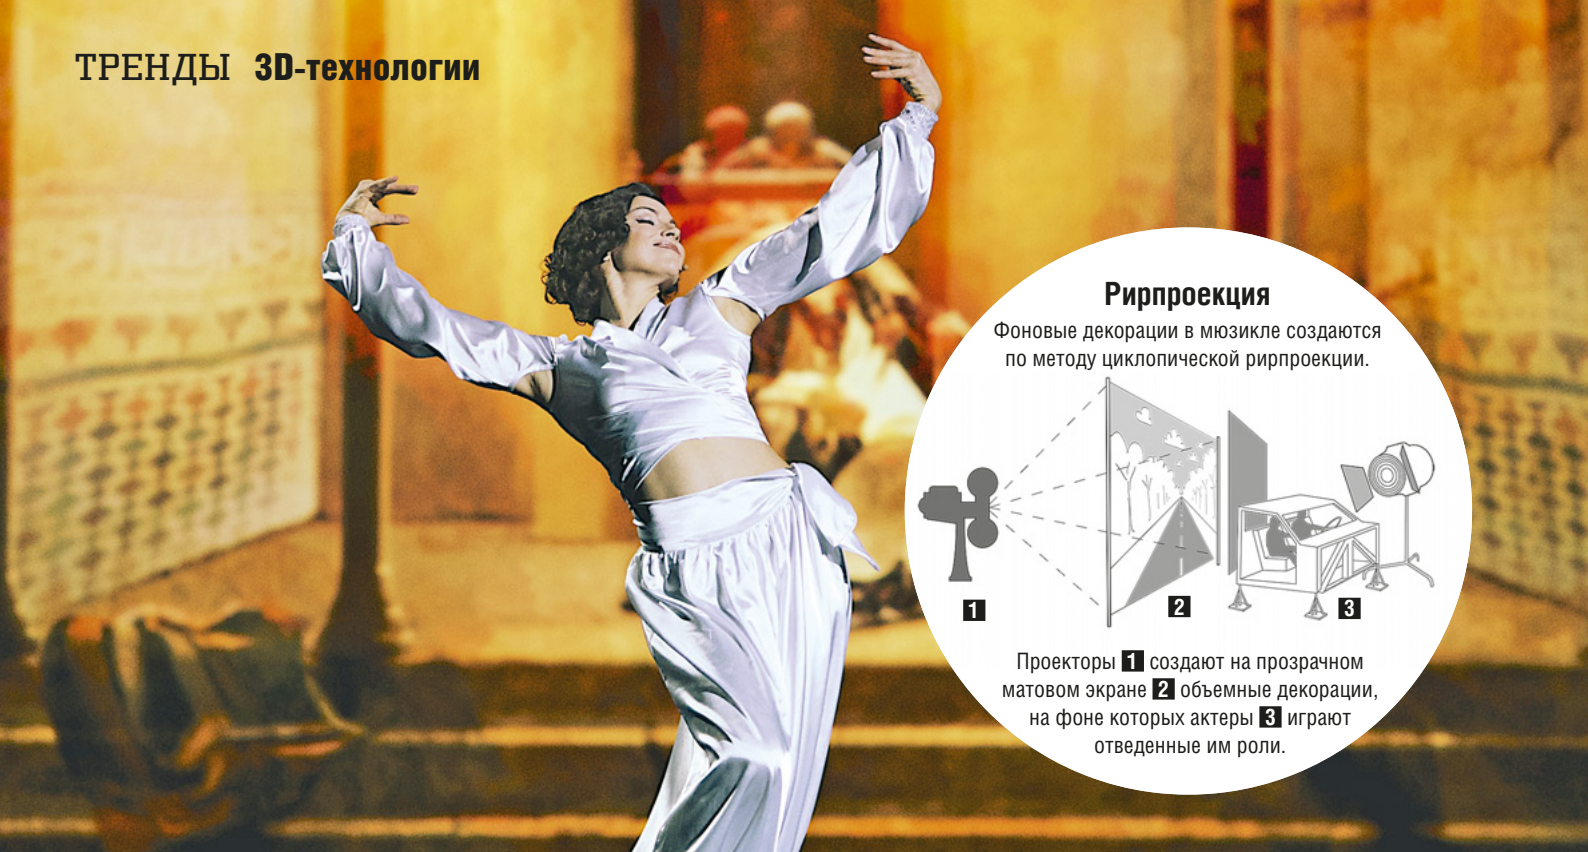 ТРЕНДЫ 3D-технологии
Рирпроекция
Фоновые декорации в мюзикле создаются
по методу циклопической рирпроекции.
1
2
3
Проекторы 1 создают на прозрачном
матовом экране 2 объемные декорации,
на фоне которых актеры 3 играют
отведенные им роли.